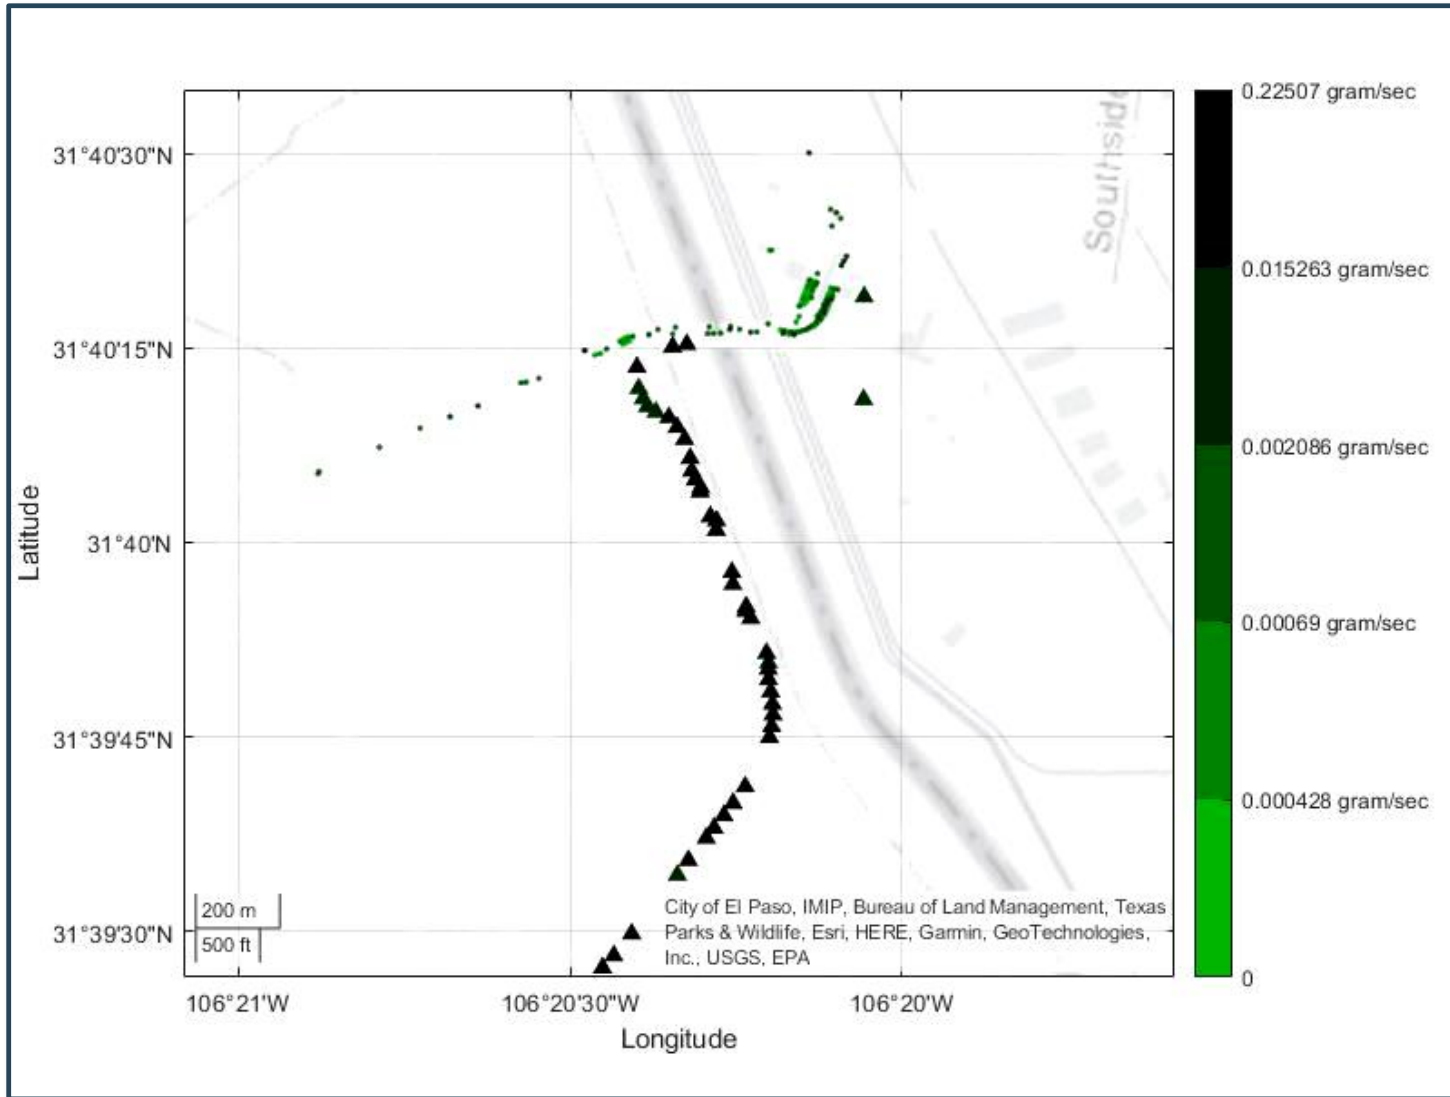 0.22507 gram/sec
Southside
31°40'30"N
0.015263 gram/sec
31°40'15"N
0.002086 gram/sec
Latitude
31°40'N
0.00069 gram/sec
31°39'45"N
0.000428 gram/sec
200 m
500 ft
City of El Paso, IMIP, Bureau of Land Management, Texas
Parks & Wildlife, Esri, HERE, Garmin, GeoTechnologies,
Inc., USGS, EPA
31°39'30"N
0
106°21'W
106°20'30"W
106°20'W
Longitude